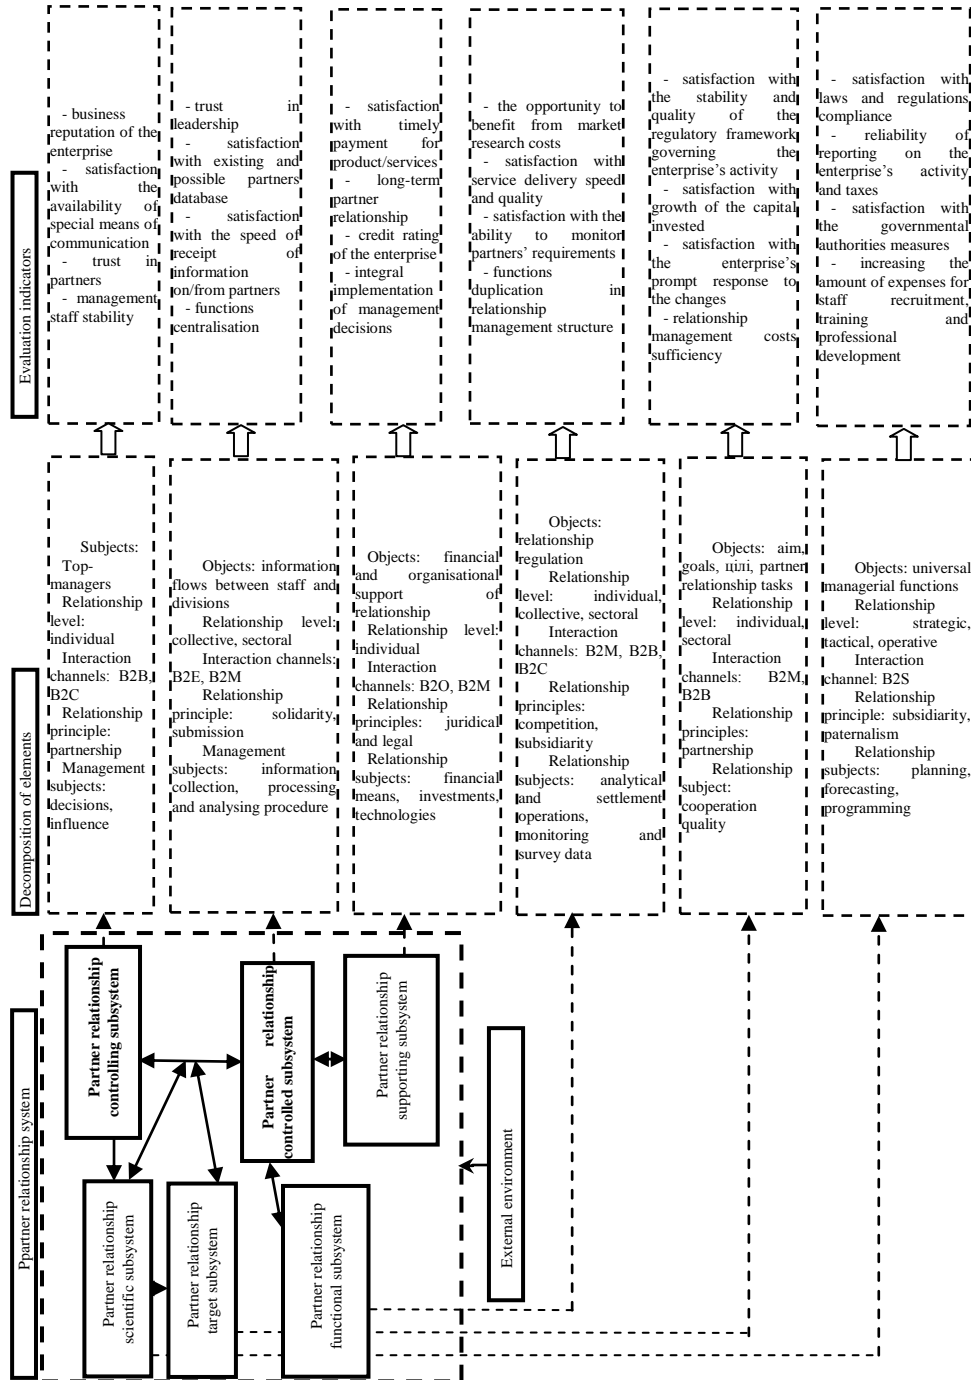 Evaluation indicators
- business
reputation of the
enterprise
- satisfaction
with the
availability of
special means of
communication
- trust in
partners
- management
staff stability
- trust in
leadership
- satisfaction
with existing and
possible partners
database
- satisfaction
with the speed of
receipt of
information
on/from partners
- functions
centralisation
- satisfaction
with timely
payment for
product/services
- long-term
partner
relationship
- credit rating
of the enterprise
- integral
implementation
of management
decisions
- the opportunity to
benefit from market
research costs
- satisfaction with
service delivery speed
and quality
- satisfaction with the
ability to monitor
partners' requirements
- functions
duplication in
relationship
management structure
- satisfaction with
the stability and
quality of the
regulatory framework
governing the
enterprise's activity
- satisfaction with
growth of the capital
invested
- satisfaction with
the enterprise's
prompt response to
the changes
- relationship
management costs
sufficiency
- satisfaction with
laws and regulations
compliance
- reliability of
reporting on the
enterprise's activity
and taxes
- satisfaction with
the governmental
authorities measures
- increasing the
amount of expenses for
staff recruitment,
training and
professional
development
Decomposition of elements
Subjects:
Top-
managers
Relationship
level:
individual
Interaction
channels: B2B,
B2C
Relationship
principle:
partnership
Management
subjects:
decisions,
influence
Objects: information
flows between staff and
divisions
Relationship level:
collective, sectoral
Interaction channels:
B2E, B2M
Relationship
principle: solidarity,
submission
Management
subjects: information
collection, processing
and analysing procedure
Objects: financial
and organisational
support of
relationship
Relationship
level: individual
Interaction
channels: B2O, B2M
Relationship
principles: juridical
and legal
Relationship
subjects: financial
means, investments,
technologies
Objects:
relationship
regulation
Relationship
level: individual,
collective, sectoral
Interaction
channels: B2M, B2B,
B2C
Relationship
principles:
competition,
subsidiarity
Relationship
subjects: analytical
and settlement
operations,
monitoring and
survey data
Objects: aim,
goals, цілі, partner
relationship tasks
Relationship
level: individual,
sectoral
Interaction
channels: B2M,
B2B
Relationship
principles:
partnership
Relationship
subject:
cooperation
quality
Objects: universal
managerial functions
Relationship
level: strategic,
tactical, operative
Interaction
channel: B2S
Relationship
principle: subsidiarity,
paternalism
Relationship
subjects: planning,
forecasting,
programming
Ppartner relationship system
Partner relationship
controlling subsystem
Partner relationship
controlled subsystem
Partner relationship
supporting subsystem
Partner relationship
scientific subsystem
Partner relationship
target subsystem
Partner relationship
functional subsystem
External environment